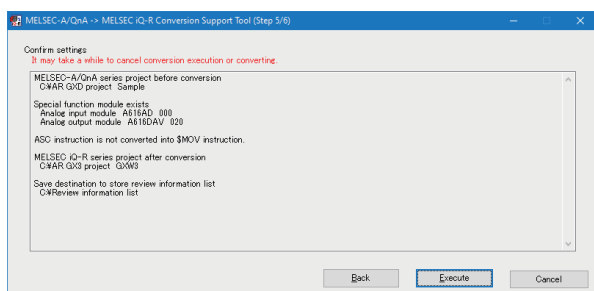 MELSEC-A/QnA -> MELSEC iQ-R Conversion Support Tool (Step 5/6)
Confirm settings
It may take a while to cancel conversion execution or converting.
MELSEC-A/QnA series project before conversion
C¥AR GXD project Sample
Special function module exists
Analog input module A616AD 000
Analog output module A616DAV 020
ASC instruction is not converted into $MOV instruction.
MELSEC iQ-R series project after conversion
C¥AR GX3 project GXW3
Save destination to store review information list
C¥Review information list
Back
Execute
Cancel